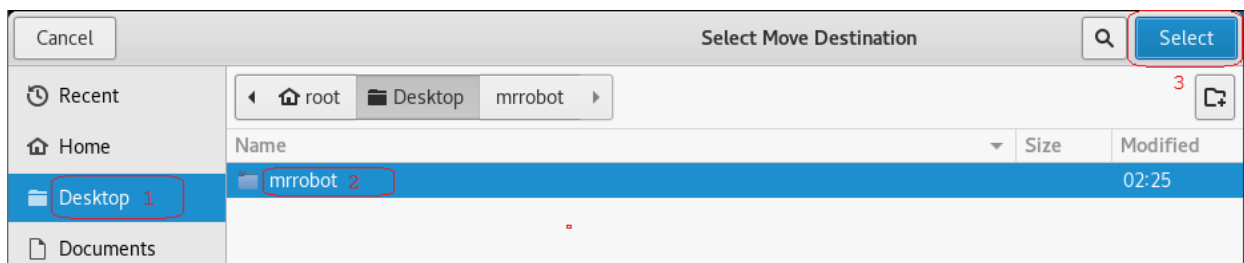 Cancel Select Move Destination Select
Recent root Desktop mrrobot 3
Home Name Size Modified
Desktop 1 mrrobot 2 02:25
Documents